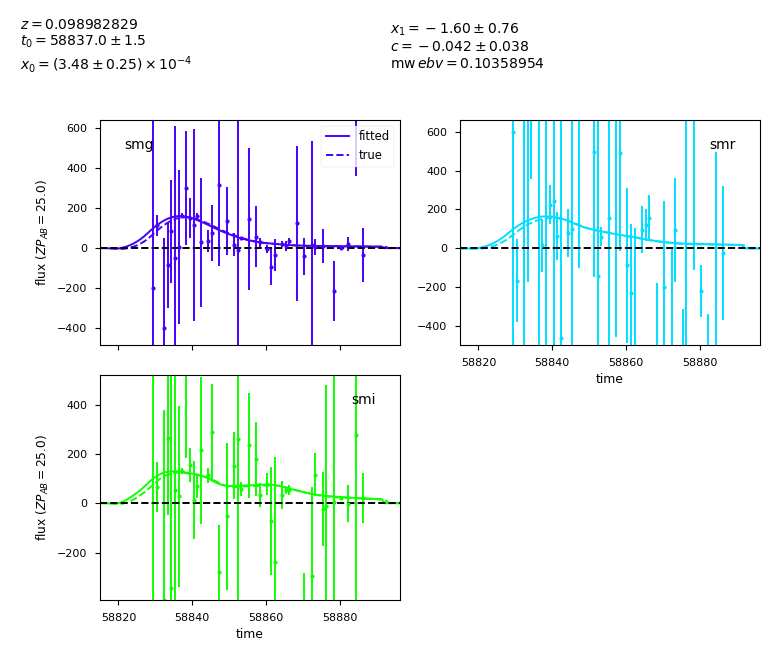 z = 0.098982829
t₀ = 58837.0 ± 1.5
x₀ = (3.48 ± 0.25) × 10⁻⁴
x₁ = −1.60 ± 0.76
c = −0.042 ± 0.038
mw ebv = 0.10358954
smg
fitted
true
600
400
200
0
−200
−400
flux (ZP_AB = 25.0)
smr
600
400
200
0
−200
−400
58820
58840
58860
58880
time
smi
400
200
0
−200
flux (ZP_AB = 25.0)
58820
58840
58860
58880
time